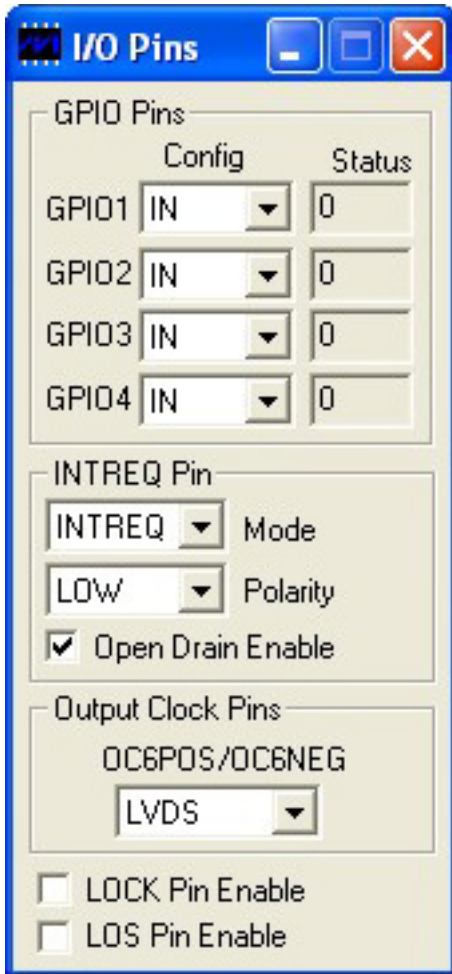 I/O Pins
GPIO Pins
Config Status
GPIO1 IN 0
GPIO2 IN 0
GPIO3 IN 0
GPIO4 IN 0
INTREQ Pin
INTREQ Mode
LOW Polarity
Open Drain Enable
Output Clock Pins
OC6POS/OC6NEG
LVDS
LOCK Pin Enable
LOS Pin Enable